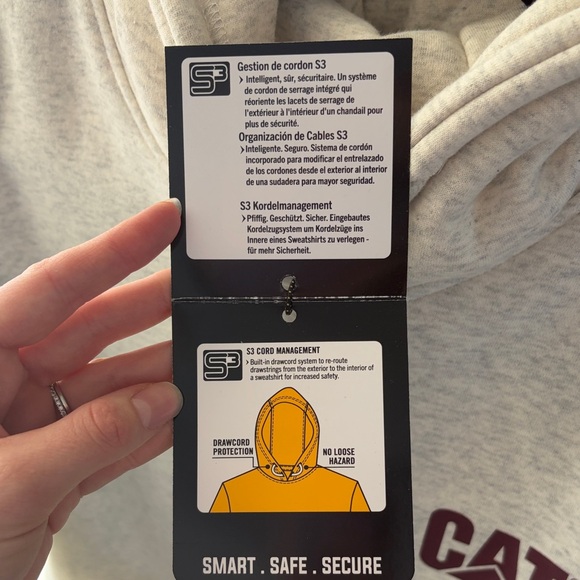 S3
Gestion de cordon S3
> Intelligent, sûr, sécuritaire. Un système
de cordon de serrage intégré qui
réoriente les lacets de serrage de
l'extérieur à l'intérieur d'un chandail pour
plus de sécurité.
Organización de Cables S3
> Inteligente. Seguro. Sistema de cordón
incorporado para modificar el entrelazado
de los cordones desde el exterior al interior
de una sudadera para mayor seguridad.
S3 Kordelmanagement
> Pfiffig. Geschützt. Sicher. Eingebautes
Kordelzugsystem um Kordelzüge ins
Innere eines Sweatshirts zu verlegen -
für mehr Sicherheit.
S3
S3 CORD MANAGEMENT
> Built-in drawcord system to re-route
drawstrings from the exterior to the interior of
a sweatshirt for increased safety.
DRAWCORD
PROTECTION
NO LOOSE
HAZARD
SMART . SAFE . SECURE
CAT